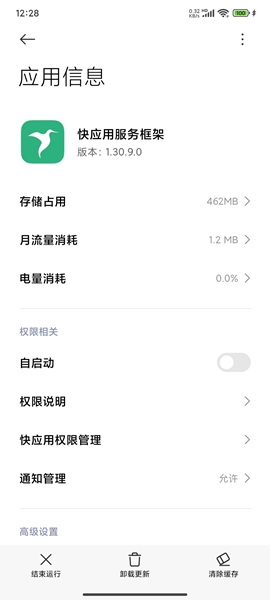 12:28
0.32 KB/s HD 100
应用信息
快应用服务框架
版本：1.30.9.0
存储占用 462MB
月流量消耗 1.2 MB
电量消耗 0.0%
权限相关
自启动
权限说明
快应用权限管理
通知管理 允许
高级设置
结束运行 卸载更新 清除缓存